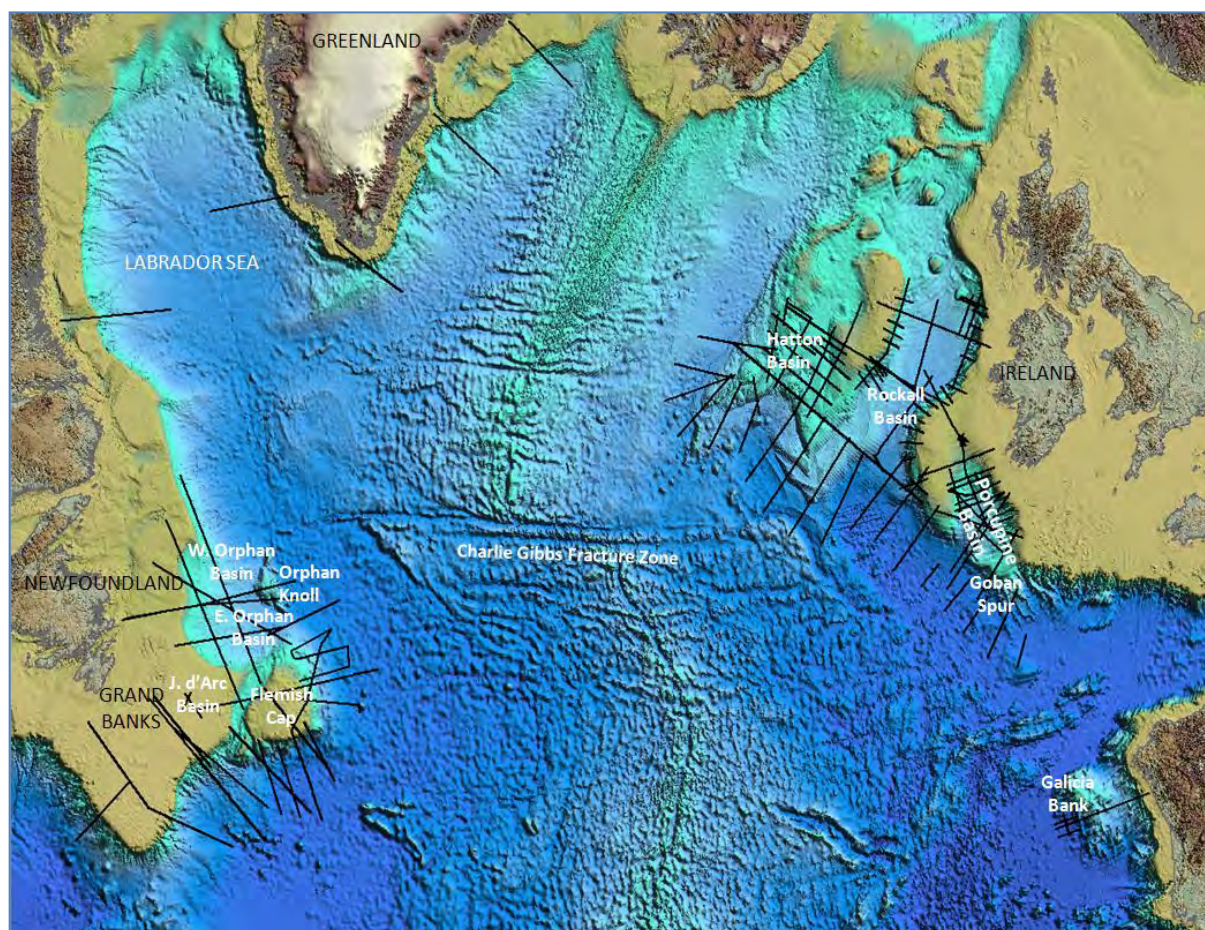 GREENLAND
LABRADOR SEA
Hatton
Basin
IRELAND
Rockall
Basin
Porcupine
Basin
Charlie Gibbs Fracture Zone
W. Orphan
Basin
Orphan
Knoll
NEWFOUNDLAND
Goban
Spur
E. Orphan
Basin
J. d'Arc
Basin
GRAND
BANKS
Flemish
Cap
Galicia
Bank